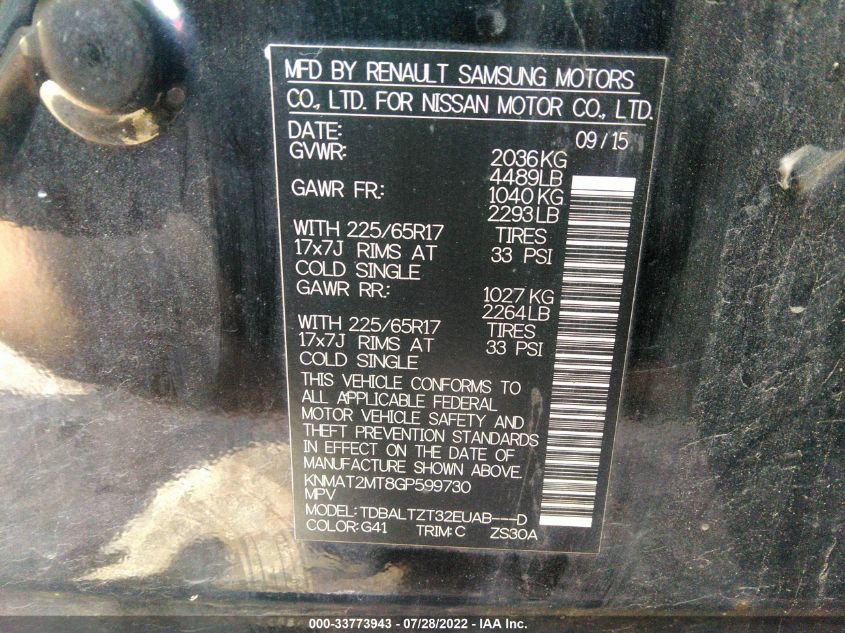 MFD BY RENAULT SAMSUNG MOTORS
CO., LTD. FOR NISSAN MOTOR CO., LTD.
DATE: 09/15
GVWR: 2036KG
4489LB
GAWR FR.: 1040KG
2293LB
WITH 225/65R17 TIRES
17x7J RIMS AT 33 PSI
COLD SINGLE
GAWR RR.: 1027KG
2264LB
WITH 225/65R17 TIRES
17x7J RIMS AT 33 PSI
COLD SINGLE
THIS VEHICLE CONFORMS TO
ALL APPLICABLE FEDERAL
MOTOR VEHICLE SAFETY AND
THEFT PREVENTION STANDARDS
IN EFFECT ON THE DATE OF
MANUFACTURE SHOWN ABOVE.
KNMAT2MT8GP599730
MPV
MODEL: TDBALTZT32EUAB---D
COLOR: G41 TRIM: C ZS30A
000-33773943 - 07/28/2022 - IAA Inc.